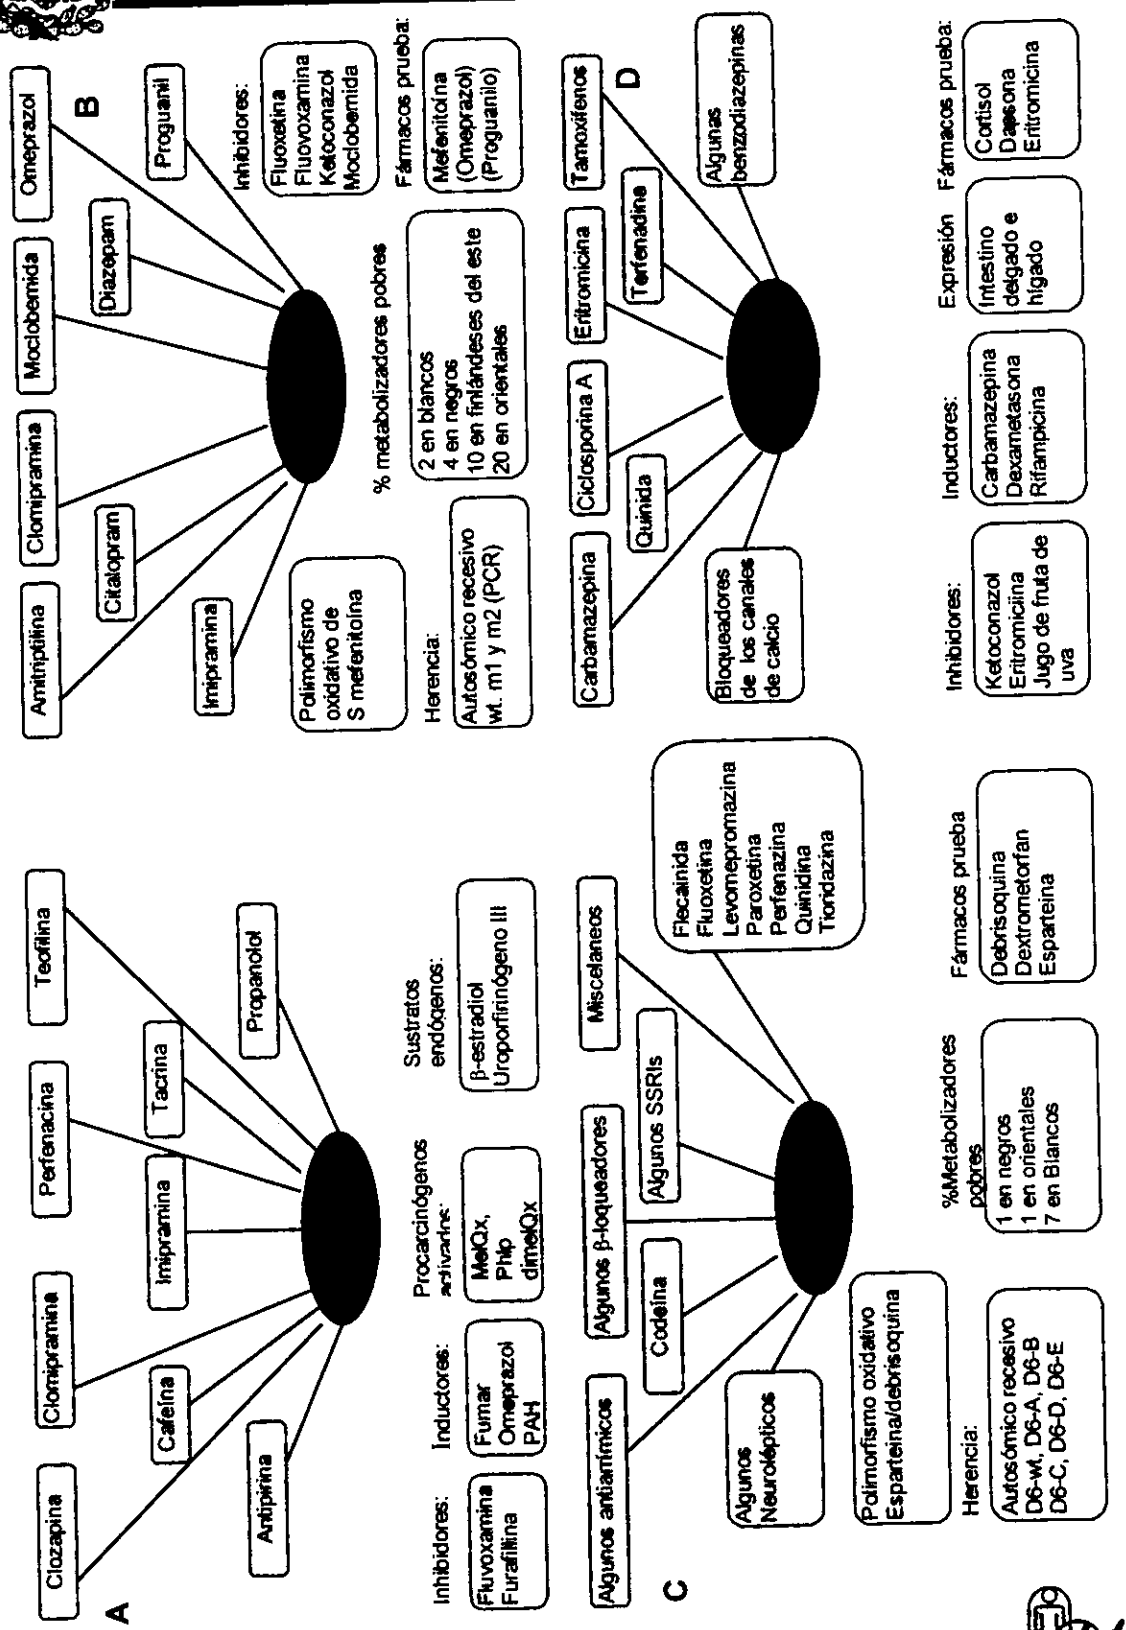 A
Clozapina
Clomipramina
Perfenacina
Teofilina
Cafeína
Imipramina
Tacrina
Antipirina
Propanolol
Inhibidores:
Fluvoxamina
Furafilina
Inductores:
Fumar
Omeprazol
PAH
Procarcinógenos
activados:
MeIQx,
Phip
dimeIQx
Sustratos
endógenos:
β-estradiol
Uroporfirinógeno III
B
Amitriptilina
Clomipramina
Moclobemida
Omeprazol
Citalopram
Diazepam
Imipramina
Proguanil
Polimorfismo
oxidativo de
S mefenitoína
Herencia:
Autosómico recesivo
wt. m1 y m2 (PCR)
% metabolizadores pobres
2 en blancos
4 en negros
10 en finlándeses del este
20 en orientales
Inhibidores:
Fluoxetina
Fluvoxamina
Ketoconazol
Moclobemida
Fármacos prueba:
Mefenitoína
(Omeprazol)
(Proguanilo)
C
Algunos antiarrímicos
Algunos β-loqueadores
Miscelaneos
Codeína
Algunos SSRIs
Algunos
Neurolépticos
Flecainida
Fluoxetina
Levomepromazina
Paroxetina
Perfenazina
Quinidina
Tioridazina
Polimorfismo oxidativo
Esparteína/debrisoquina
Herencia:
Autosómico recesivo
D6-wt, D6-A, D6-B
D6-C, D6-D, D6-E
%Metabolizadores
pobres
1 en negros
1 en orientales
7 en Blancos
Fármacos prueba
Debrisoquina
Dextrometorfan
Esparteina
D
Carbamazepina
Ciclosporina A
Eritromicina
Tamoxifenos
Quinida
Terfenadina
Bloqueadores
de los canales
de calcio
Algunas
benzodiazepinas
Inhibidores:
Ketoconazol
Eritromiciina
Jugo de fruta de
uva
Inductores:
Carbamazepina
Dexametasona
Rifampicina
Expresión
Intestino
delgado e
hígado
Fármacos prueba:
Cortisol
Dapsona
Eritromicina